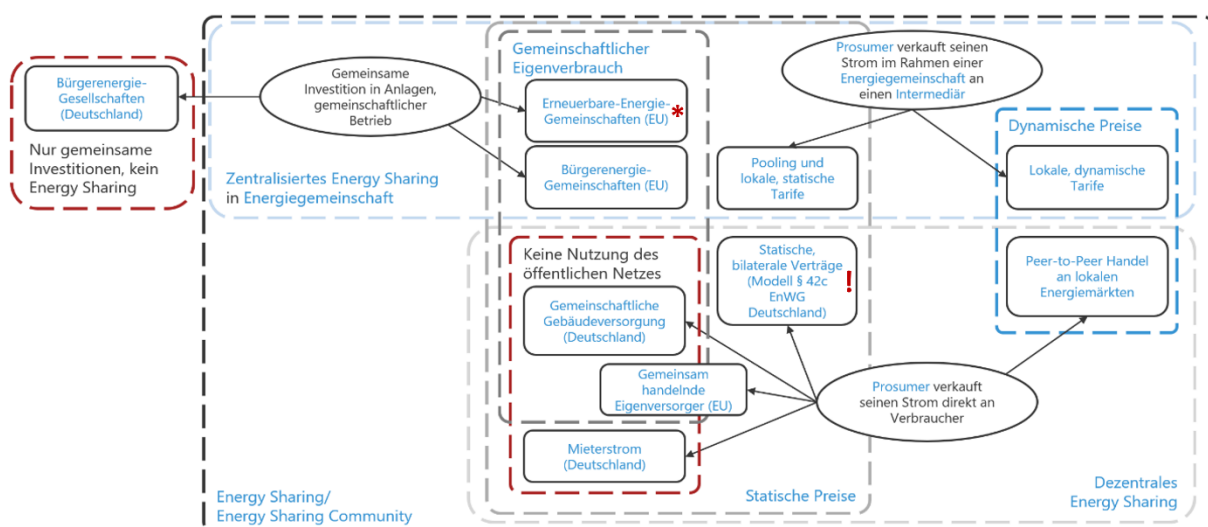 Bürgerenergie-
Gesellschaften
(Deutschland)
Nur gemeinsame
Investitionen, kein
Energy Sharing
Gemeinsame
Investition in Anlagen,
gemeinschaftlicher
Betrieb
Zentralisiertes Energy Sharing
in Energiegemeinschaft
Gemeinschaftlicher
Eigenverbrauch
Erneuerbare-Energie-
Gemeinschaften (EU)*
Bürgerenergie-
Gemeinschaften (EU)
Prosumer verkauft seinen
Strom im Rahmen einer
Energiegemeinschaft an
einen Intermediär
Pooling und
lokale, statische
Tarife
Dynamische Preise
Lokale, dynamische
Tarife
Keine Nutzung des
öffentlichen Netzes
Gemeinschaftliche
Gebäudeversorgung
(Deutschland)
Statische,
bilaterale Verträge
(Modell § 42c
EnWG
Deutschland)
!
Peer-to-Peer Handel
an lokalen
Energiemärkten
Gemeinsam
handelnde
Eigenversorger (EU)
Prosumer verkauft
seinen Strom direkt an
Verbraucher
Mieterstrom
(Deutschland)
Energy Sharing/
Energy Sharing Community
Statische Preise
Dezentrales
Energy Sharing